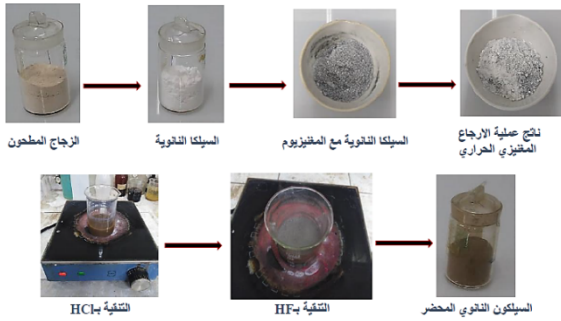 الزجاج المطحون
السيلكا النانوية
السيلكا النانوية مع المغنيزيوم
ناتج عملية الارجاع
المغنيزي الحراري
التنقية بـHCl
التنقية بـHF
السيلكون النانوي المحضر